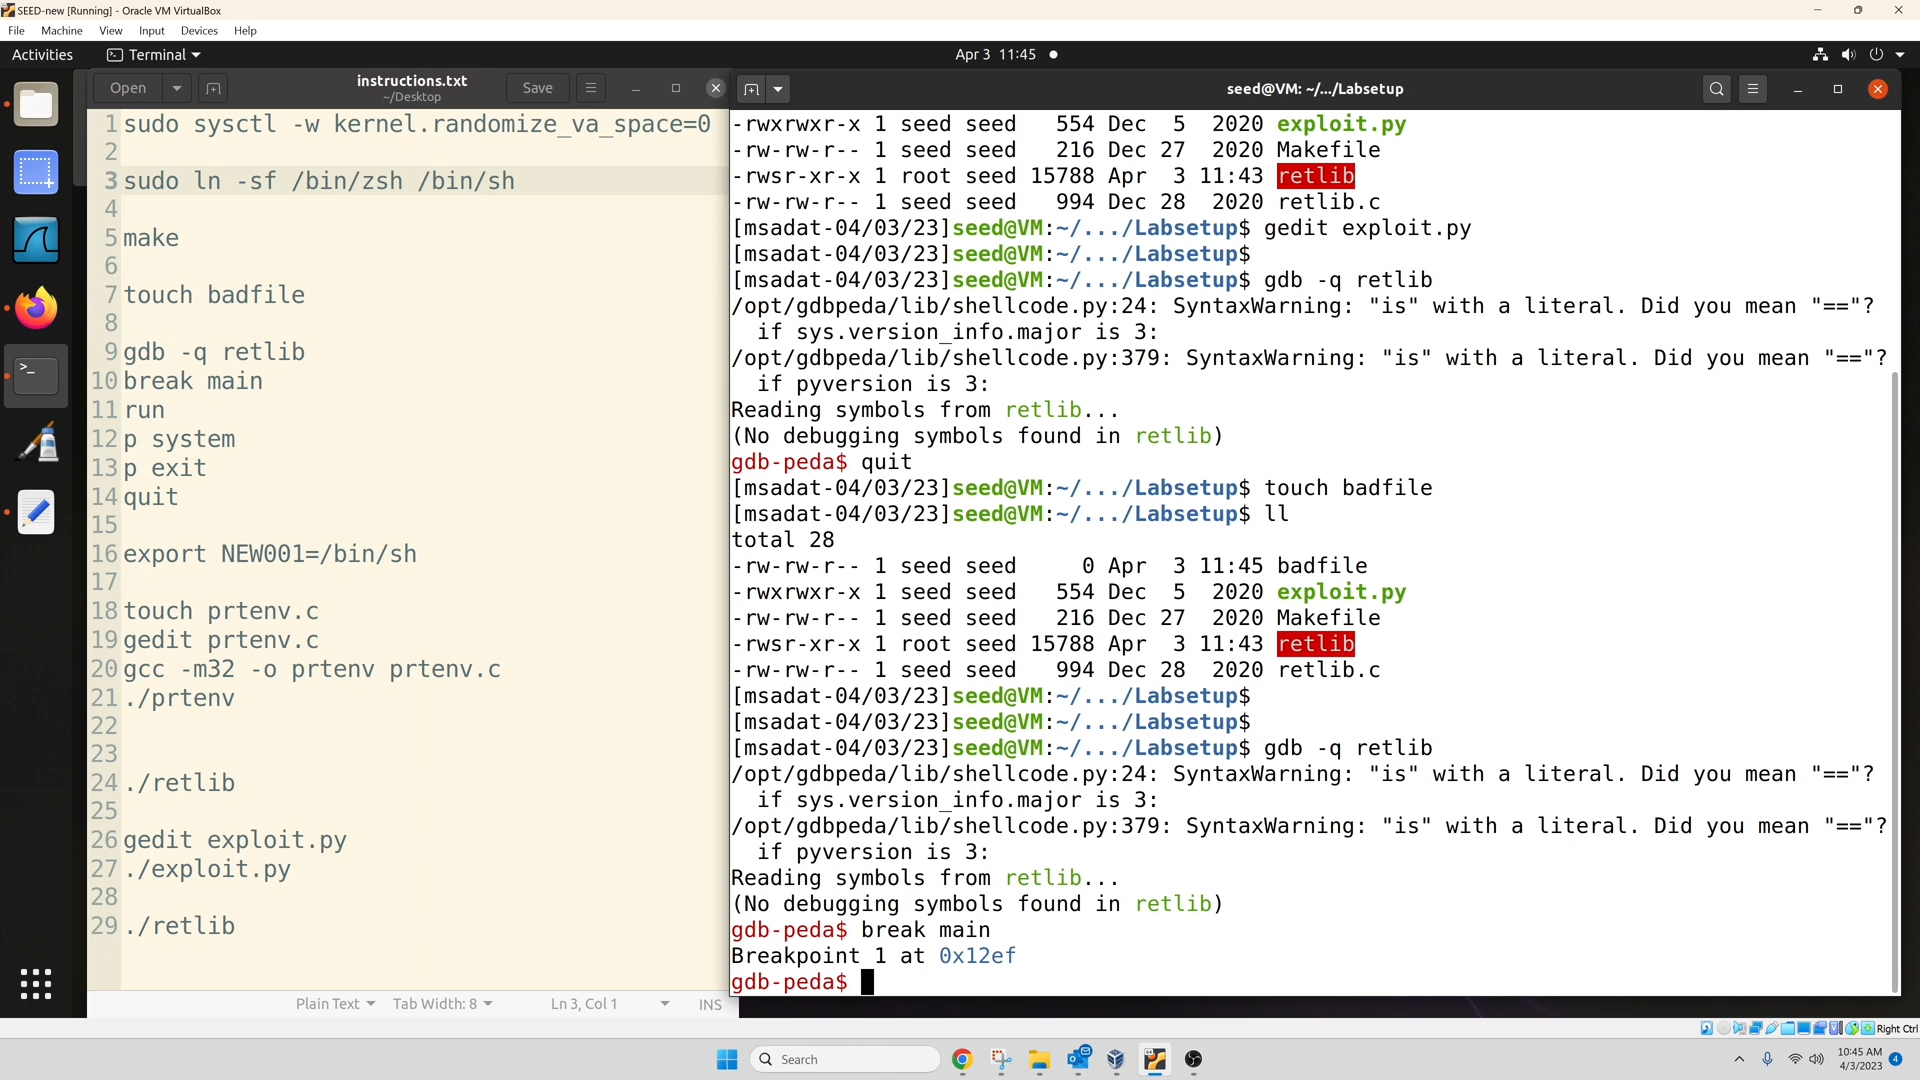 SEED-new [Running] - Oracle VM VirtualBox
File Machine View Input Devices Help
Activities Terminal Apr 3 11:45
Open instructions.txt Save
~/Desktop
1 sudo sysctl -w kernel.randomize_va_space=0
2
3 sudo ln -sf /bin/zsh /bin/sh
4
5 make
6
7 touch badfile
8
9 gdb -q retlib
10 break main
11 run
12 p system
13 p exit
14 quit
15
16 export NEW001=/bin/sh
17
18 touch prtenv.c
19 gedit prtenv.c
20 gcc -m32 -o prtenv prtenv.c
21 ./prtenv
22
23
24 ./retlib
25
26 gedit exploit.py
27 ./exploit.py
28
29 ./retlib
Plain Text Tab Width: 8 Ln 3, Col 1 INS
seed@VM: ~/.../Labsetup
-rwxrwxr-x 1 seed seed 554 Dec 5 2020 exploit.py
-rw-rw-r-- 1 seed seed 216 Dec 27 2020 Makefile
-rwsr-xr-x 1 root seed 15788 Apr 3 11:43 retlib
-rw-rw-r-- 1 seed seed 994 Dec 28 2020 retlib.c
[msadat-04/03/23]seed@VM:~/.../Labsetup$ gedit exploit.py
[msadat-04/03/23]seed@VM:~/.../Labsetup$
[msadat-04/03/23]seed@VM:~/.../Labsetup$ gdb -q retlib
/opt/gdbpeda/lib/shellcode.py:24: SyntaxWarning: "is" with a literal. Did you mean "=="?
if sys.version_info.major is 3:
/opt/gdbpeda/lib/shellcode.py:379: SyntaxWarning: "is" with a literal. Did you mean "=="?
if pyversion is 3:
Reading symbols from retlib...
(No debugging symbols found in retlib)
gdb-peda$ quit
[msadat-04/03/23]seed@VM:~/.../Labsetup$ touch badfile
[msadat-04/03/23]seed@VM:~/.../Labsetup$ ll
total 28
-rw-rw-r-- 1 seed seed 0 Apr 3 11:45 badfile
-rwxrwxr-x 1 seed seed 554 Dec 5 2020 exploit.py
-rw-rw-r-- 1 seed seed 216 Dec 27 2020 Makefile
-rwsr-xr-x 1 root seed 15788 Apr 3 11:43 retlib
-rw-rw-r-- 1 seed seed 994 Dec 28 2020 retlib.c
[msadat-04/03/23]seed@VM:~/.../Labsetup$
[msadat-04/03/23]seed@VM:~/.../Labsetup$
[msadat-04/03/23]seed@VM:~/.../Labsetup$ gdb -q retlib
/opt/gdbpeda/lib/shellcode.py:24: SyntaxWarning: "is" with a literal. Did you mean "=="?
if sys.version_info.major is 3:
/opt/gdbpeda/lib/shellcode.py:379: SyntaxWarning: "is" with a literal. Did you mean "=="?
if pyversion is 3:
Reading symbols from retlib...
(No debugging symbols found in retlib)
gdb-peda$ break main
Breakpoint 1 at 0x12ef
gdb-peda$
Right Ctrl
Search
10:45 AM
4/3/2023
4